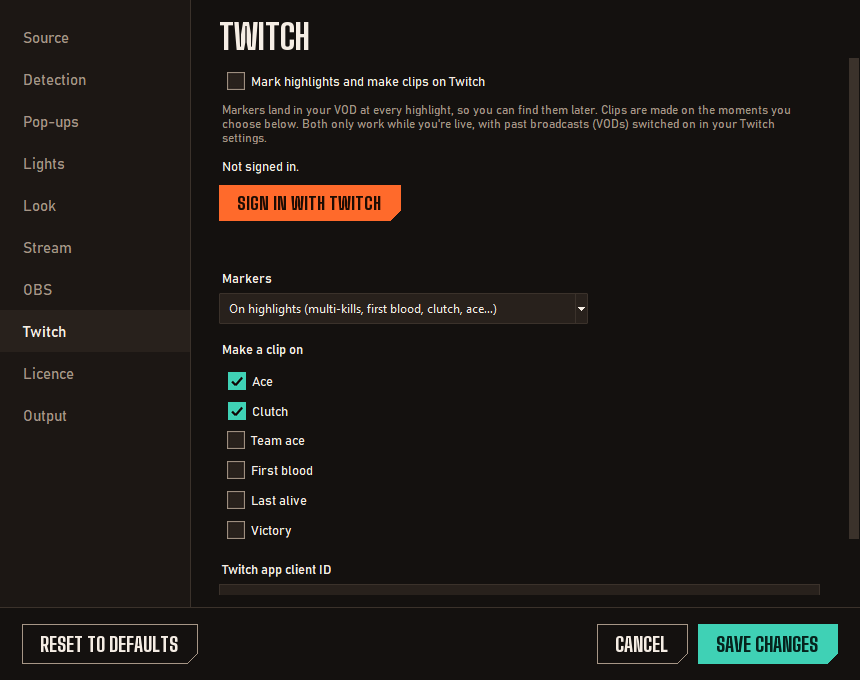 Source
Detection
Pop-ups
Lights
Look
Stream
OBS
Twitch
Licence
Output
TWITCH
Mark highlights and make clips on Twitch
Markers land in your VOD at every highlight, so you can find them later. Clips are made on the moments you
choose below. Both only work while you're live, with past broadcasts (VODs) switched on in your Twitch
settings.
Not signed in.
SIGN IN WITH TWITCH
Markers
On highlights (multi-kills, first blood, clutch, ace...)
Make a clip on
Ace
Clutch
Team ace
First blood
Last alive
Victory
Twitch app client ID
RESET TO DEFAULTS
CANCEL
SAVE CHANGES